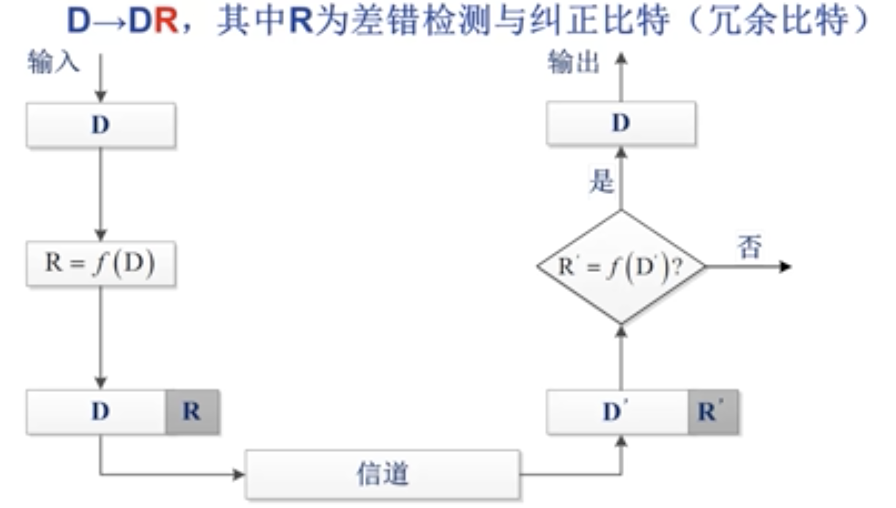 D→DR，其中R为差错检测与纠正比特（冗余比特）
输入
D
R = f(D)
D R
信道
D' R'
R' = f(D')?
否
是
D
输出